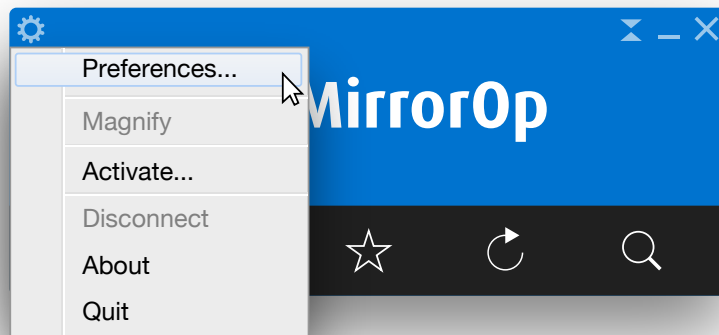 Preferences...
MirrorOp
Magnify
Activate...
Disconnect
About
Quit